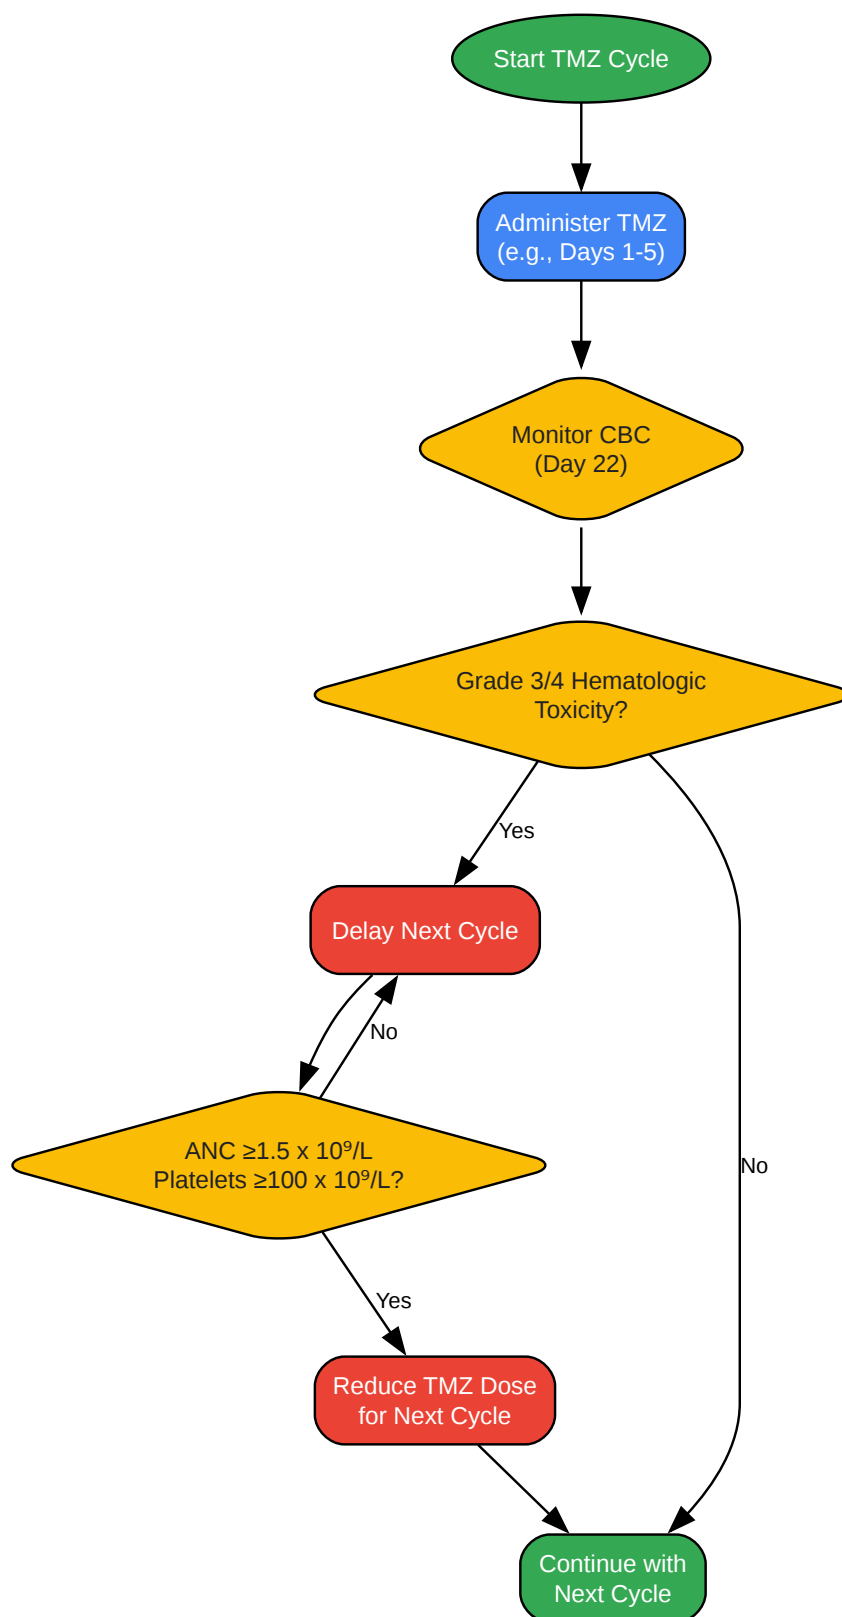 Start TMZ Cycle
Administer TMZ
(e.g., Days 1-5)
Monitor CBC
(Day 22)
Grade 3/4 Hematologic
Toxicity?
Yes
Delay Next Cycle
No
ANC ≥1.5 x 10⁹/L
Platelets ≥100 x 10⁹/L?
No
Yes
Reduce TMZ Dose
for Next Cycle
Continue with
Next Cycle